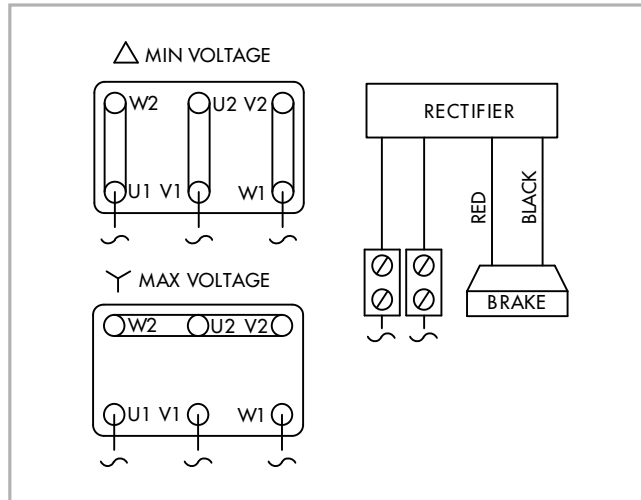 MIN VOLTAGE
W2 U2 V2
U1 V1 W1
MAX VOLTAGE
W2 U2 V2
U1 V1 W1
RECTIFIER
RED
BLACK
BRAKE